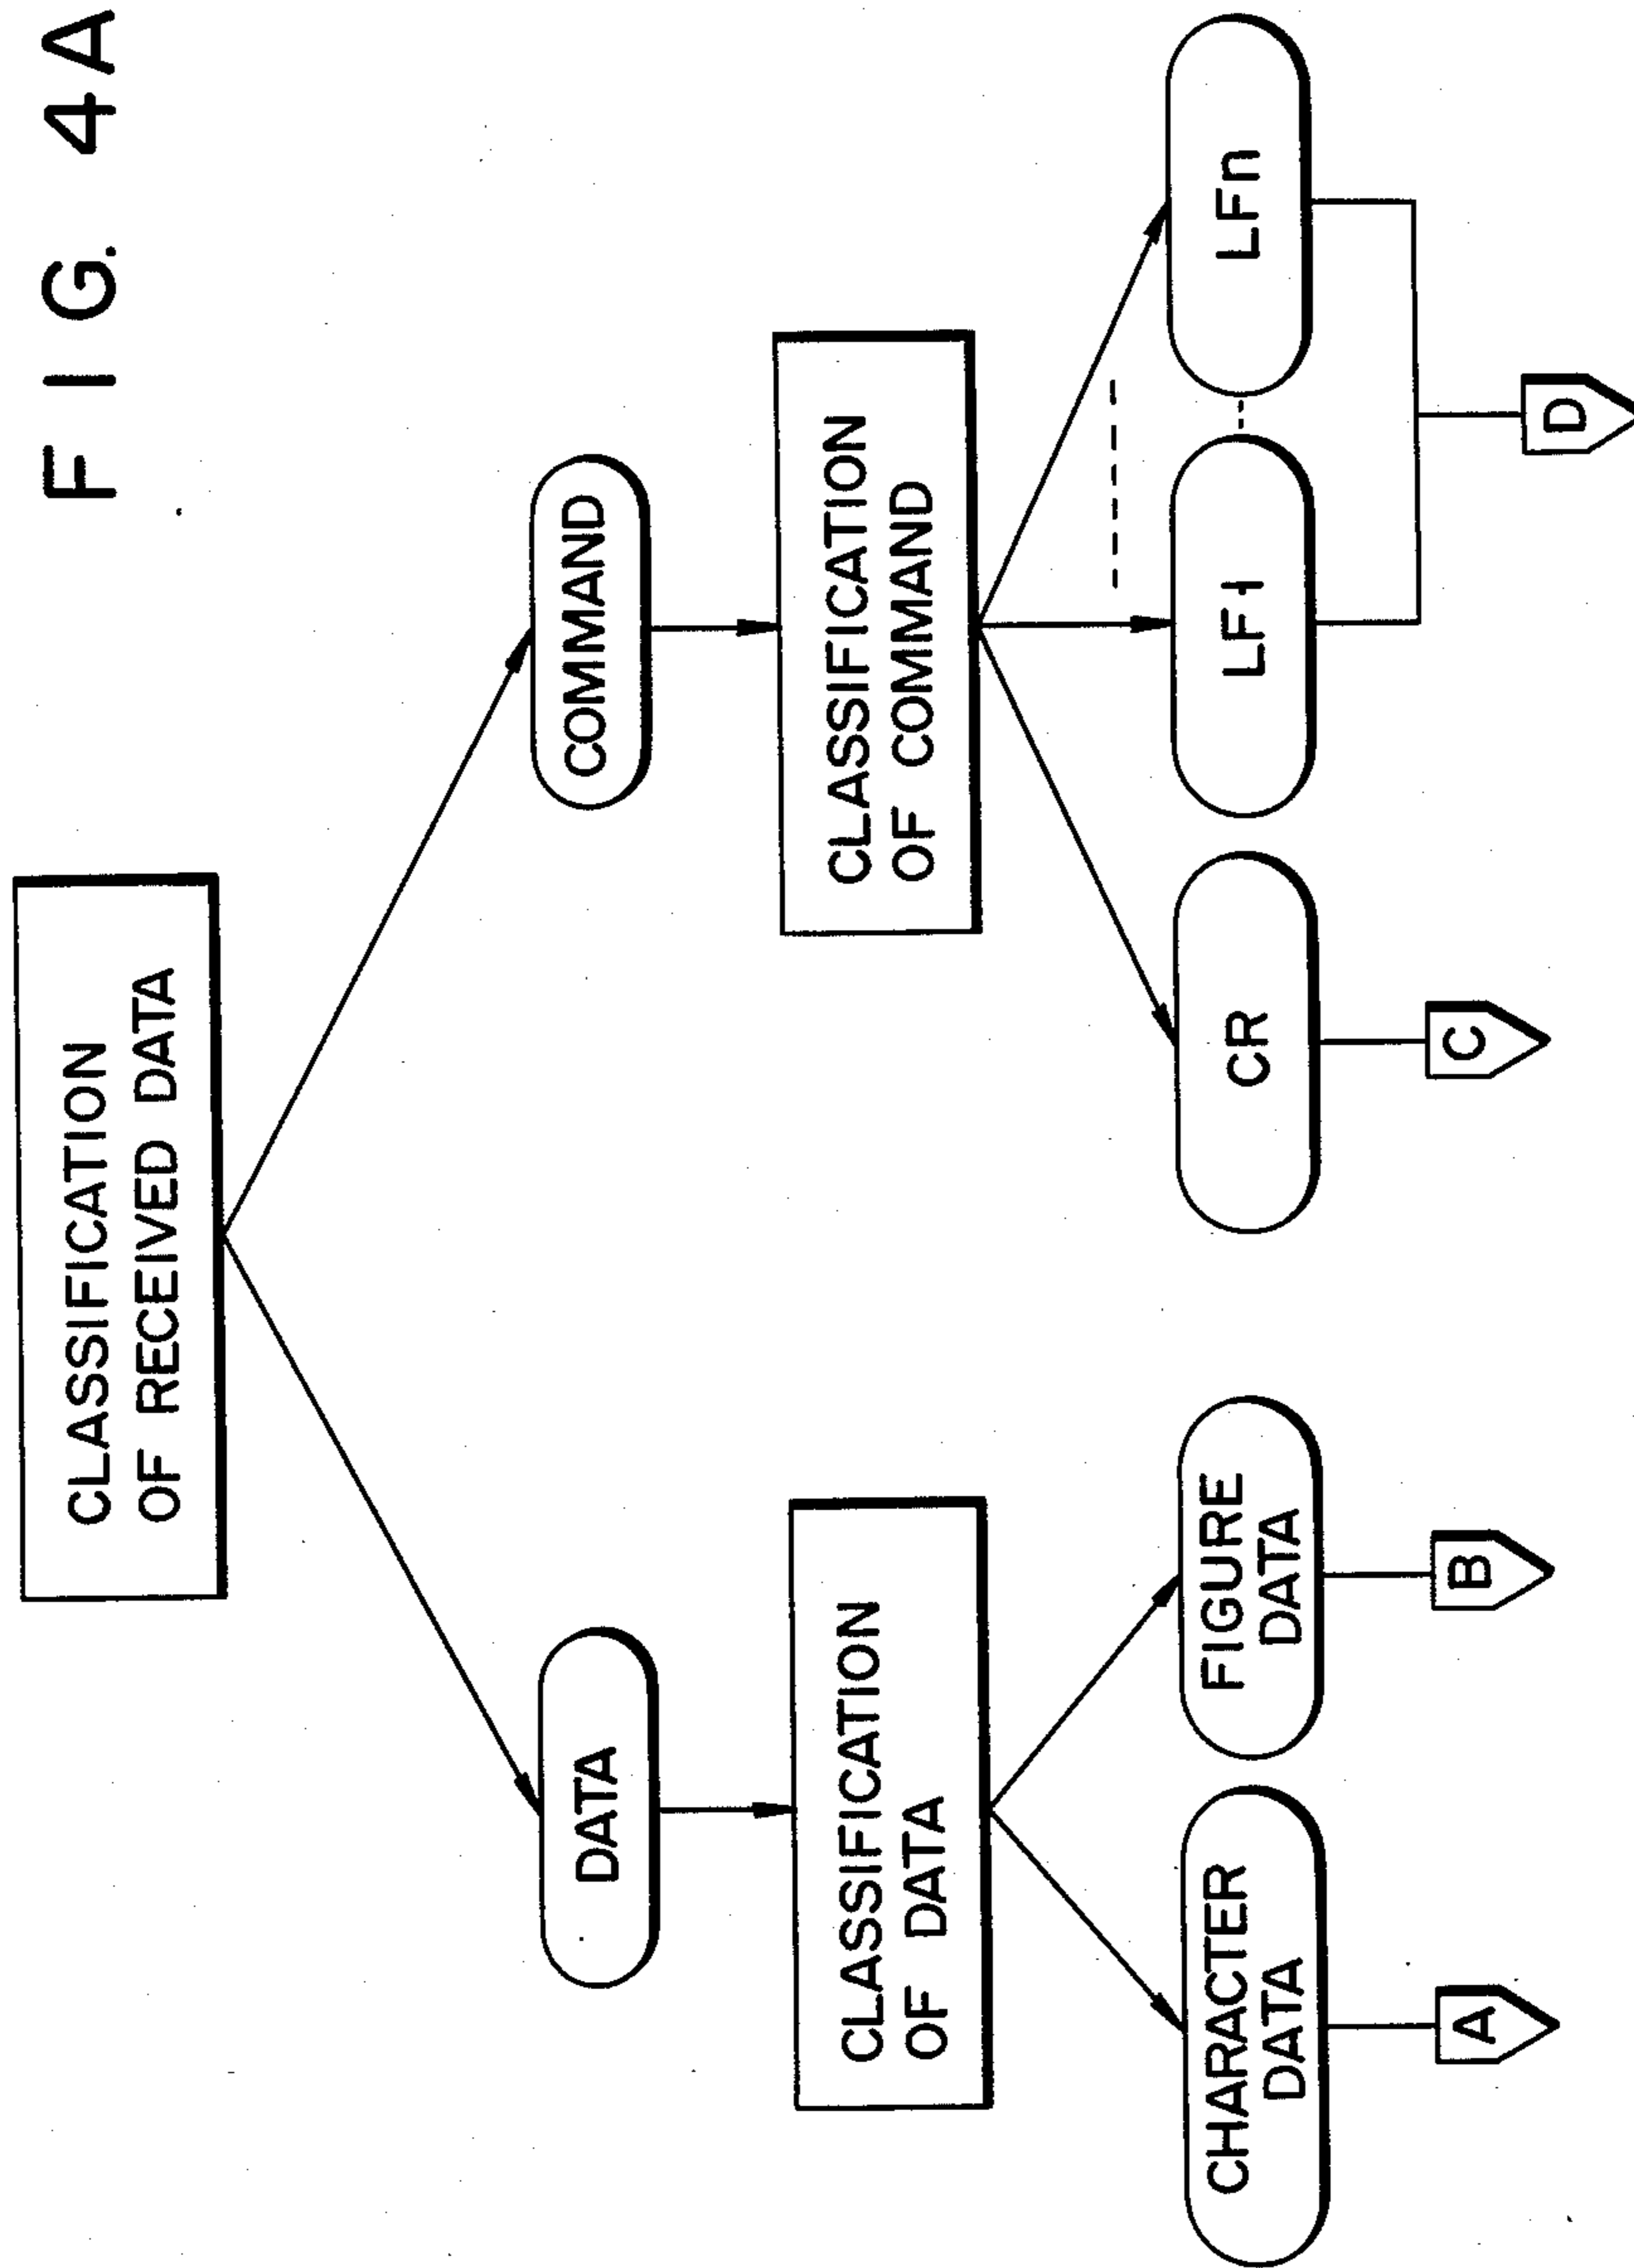 FIG. 4A
CLASSIFICATION
OF RECEIVED DATA
DATA
COMMAND
CLASSIFICATION
OF DATA
CLASSIFICATION
OF COMMAND
CHARACTER
DATA
FIGURE
DATA
CR
LF1
LFn
A
B
C
D